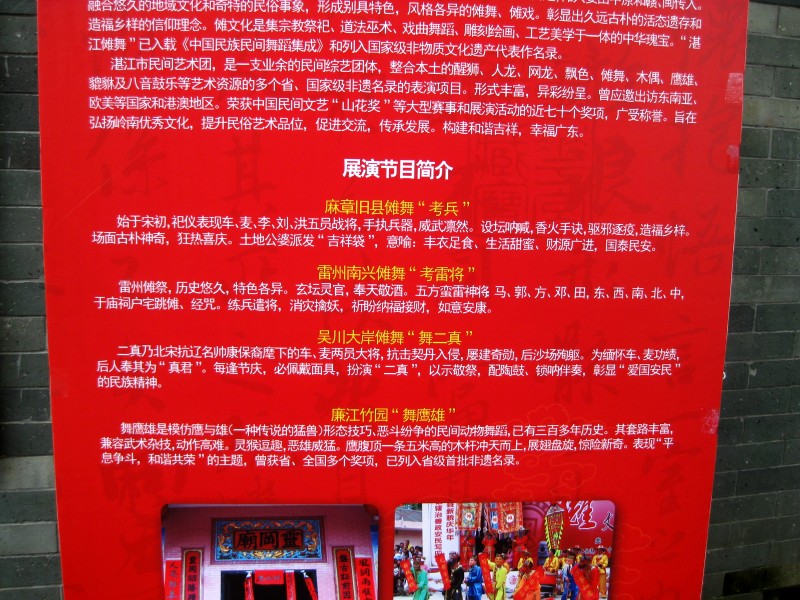 融合悠久的地域文化和奇特的民俗事象，形成别具特色，风格各异的傩舞、傩戏。彰显出久远古朴的活态遗存和
造福乡梓的信仰理念。傩文化是集宗教祭祀、道法巫术、戏曲舞蹈、雕刻绘画、工艺美学于一体的中华瑰宝。“湛
江傩舞”已入载《中国民族民间舞蹈集成》和列入国家级非物质文化遗产代表作名录。
湛江市民间艺术团，是一支业余的民间综艺团体，整合本土的醒狮、人龙、网龙、飘色、傩舞、木偶、鹰雄、
貔貅及八音鼓乐等艺术资源的多个省、国家级非遗名录的表演项目。形式丰富，异彩纷呈。曾应邀出访东南亚、
欧美等国家和港澳地区。荣获中国民间文艺“山花奖”等大型赛事和展演活动的近七十个奖项，广受称誉。旨在
弘扬岭南优秀文化，提升民俗艺术品位，促进交流，传承发展。构建和谐吉祥，幸福广东。
展演节目简介
麻章旧县傩舞“考兵”
始于宋初，祀仪表现车、麦、李、刘、洪五员战将，手执兵器，威武凛然。设坛呐喊，香火手诀，驱邪逐疫，造福乡梓。
场面古朴神奇，狂热喜庆。土地公婆派发“吉祥袋”，意喻：丰衣足食、生活甜蜜、财源广进，国泰民安。
雷州南兴傩舞“考雷将”
雷州傩祭，历史悠久，特色各异。玄坛灵官，奉天敬酒。五方蛮雷神将：马、郭、方、邓、田，东、西、南、北、中，
于庙祠户宅跳傩、经咒。练兵遣将，消灾擒妖，祈盼纳福接财，如意安康。
吴川大岸傩舞“舞二真”
二真乃北宋抗辽名帅康保裔麾下的车、麦两员大将，抗击契丹入侵，屡建奇勋，后沙场殉躯。为缅怀车、麦功绩，
后人奉其为“真君”。每逢节庆，必佩戴面具，扮演“二真”，以示敬祭，配陶鼓、锁呐伴奏，彰显“爱国安民”
的民族精神。
廉江竹园“舞鹰雄”
舞鹰雄是模仿鹰与雄（一种传说的猛兽）形态技巧、恶斗纷争的民间动物舞蹈，已有三百多年历史。其套路丰富，
兼容武术杂技，动作高难。灵猴逗趣，恶雄威猛。鹰腹顶一条五米高的木杆冲天而上，展翅盘旋，惊险新奇。表现“平
息争斗，和谐共荣”的主题，曾获省、全国多个奖项，已列入省级首批非遗名录。
靈岡廟